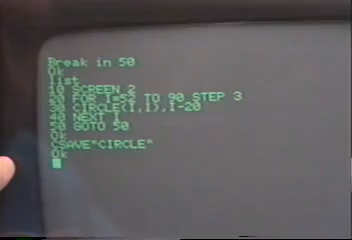 Break in 50
Ok
list
10 SCREEN 2
20 FOR I=52 TO 90 STEP 3
30 CIRCLE(I,I),I-20
40 NEXT I
50 GOTO 50
Ok
CSAVE"CIRCLE"
Ok